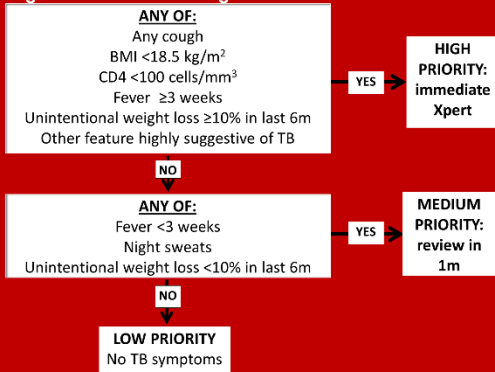 ANY OF:
Any cough
BMI <18.5 kg/m²
CD4 <100 cells/mm³
Fever ≥3 weeks
Unintentional weight loss ≥10% in last 6m
Other feature highly suggestive of TB
YES
HIGH
PRIORITY:
immediate
Xpert
NO
ANY OF:
Fever <3 weeks
Night sweats
Unintentional weight loss <10% in last 6m
YES
MEDIUM
PRIORITY:
review in
1m
NO
LOW PRIORITY
No TB symptoms